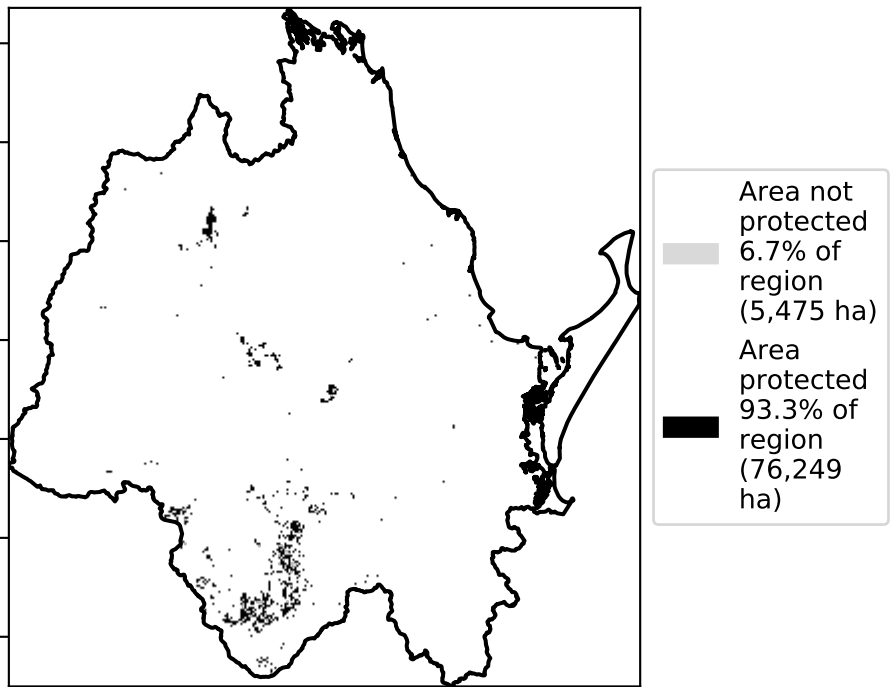 Area not
protected
6.7% of
region
(5,475 ha)
Area
protected
93.3% of
region
(76,249
ha)